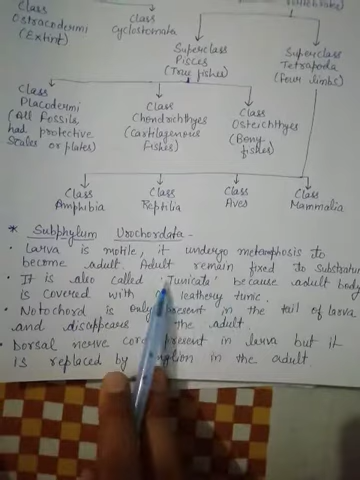 Class Class
Ostracodermi Cyclostomata
(Extint)
Superclass Superclass
Pisces Tetrapoda
(True fishes) (Four limbs)
Class Class Class
Placodermi Chondrichthyes Osteichthyes
(All Fossils (Cartilagenous (Bony
had protective Fishes) fishes)
scales or plates)
Class Class Class Class
Amphibia Reptilia Aves Mammalia
* Subphylum Urochordata -
• Larva is motile, it undergo metamphosis to
become adult. Adult remain fixed to Substratum
• It is also called 'Tunicata' because adult body
is covered with leathery tunic.
• Notochord is only present in the tail of larva
and disappears the adult
• Dorsal nerve cord present in larva but it
is replaced by in the adult.